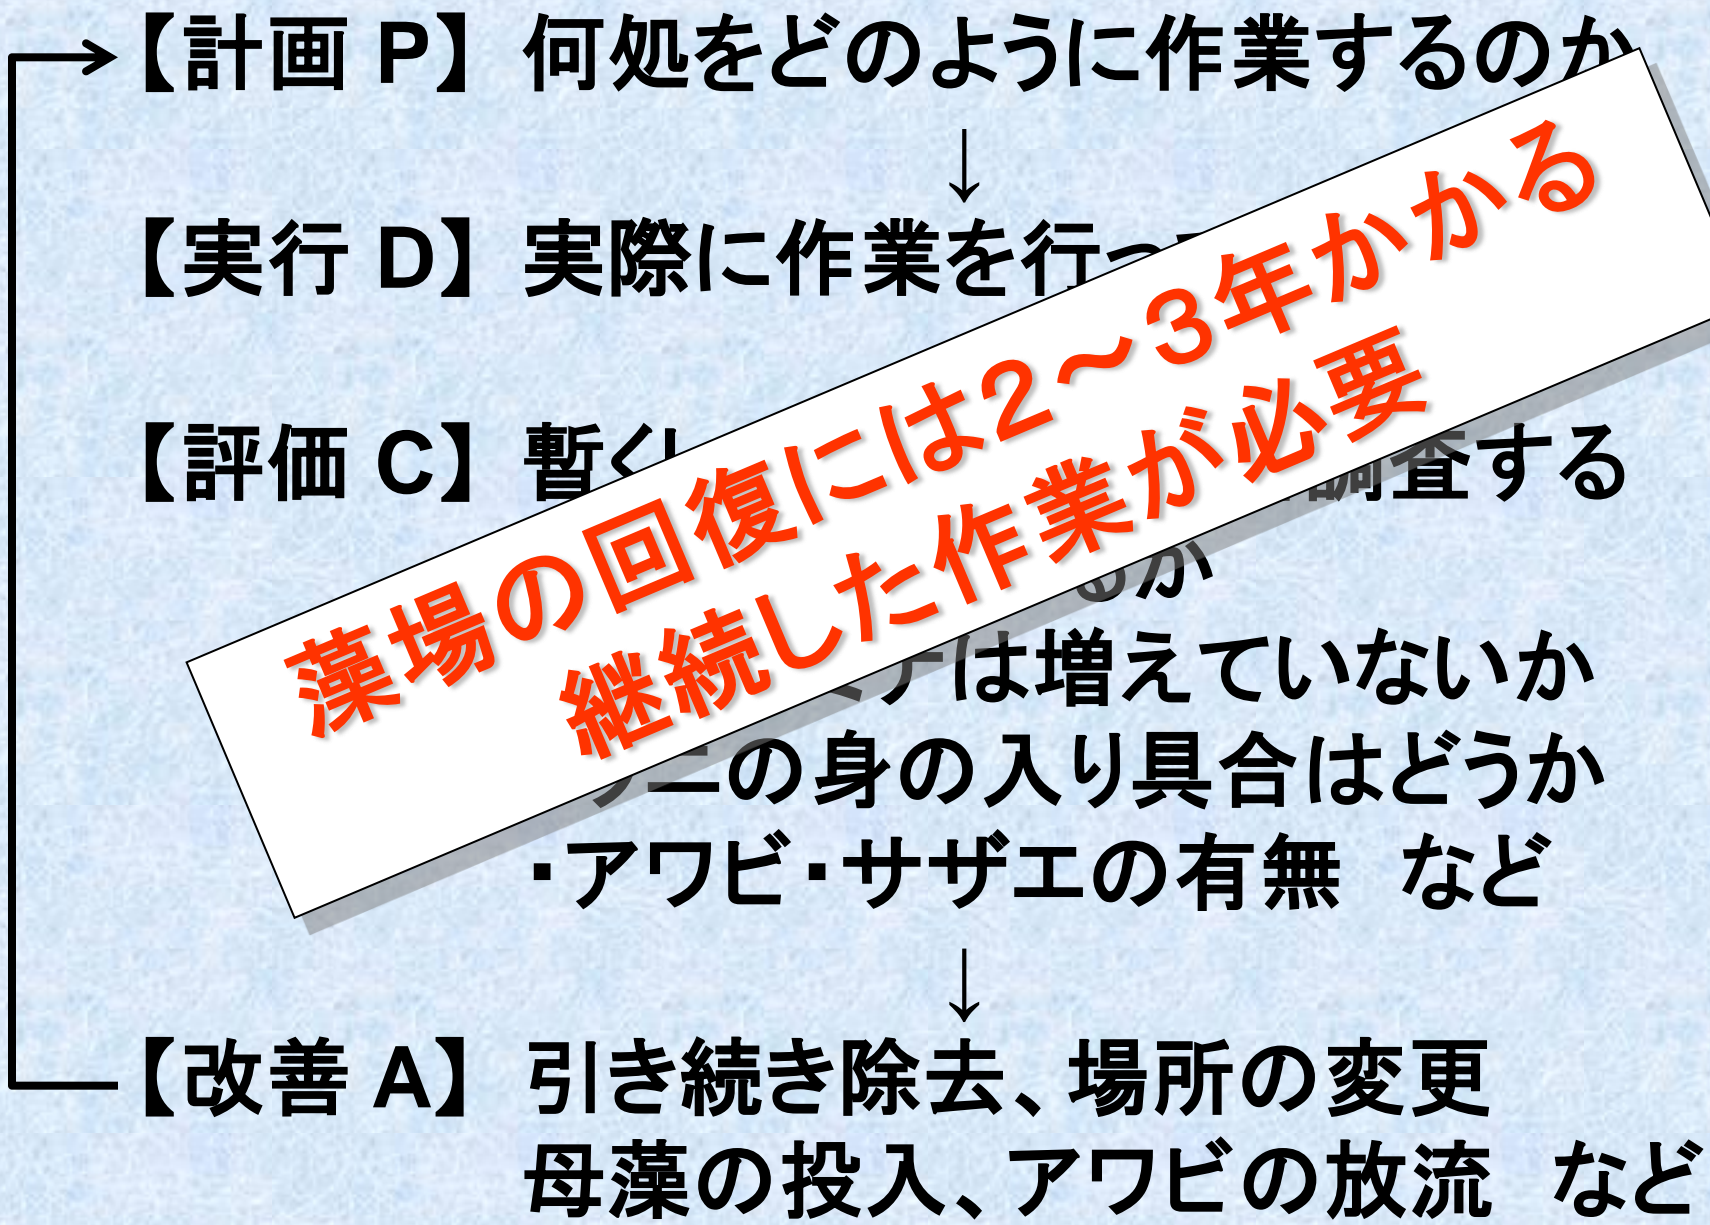 【計画 P】 何処をどのように作業するのか
↓
【実行 D】 実際に作業を行っ
【評価 C】 暫く 調査する
るか
は増えていないか
ウニの身の入り具合はどうか
・アワビ・サザエの有無 など
↓
【改善 A】 引き続き除去、場所の変更
母藻の投入、アワビの放流 など
藻場の回復には2～3年かかる
継続した作業が必要